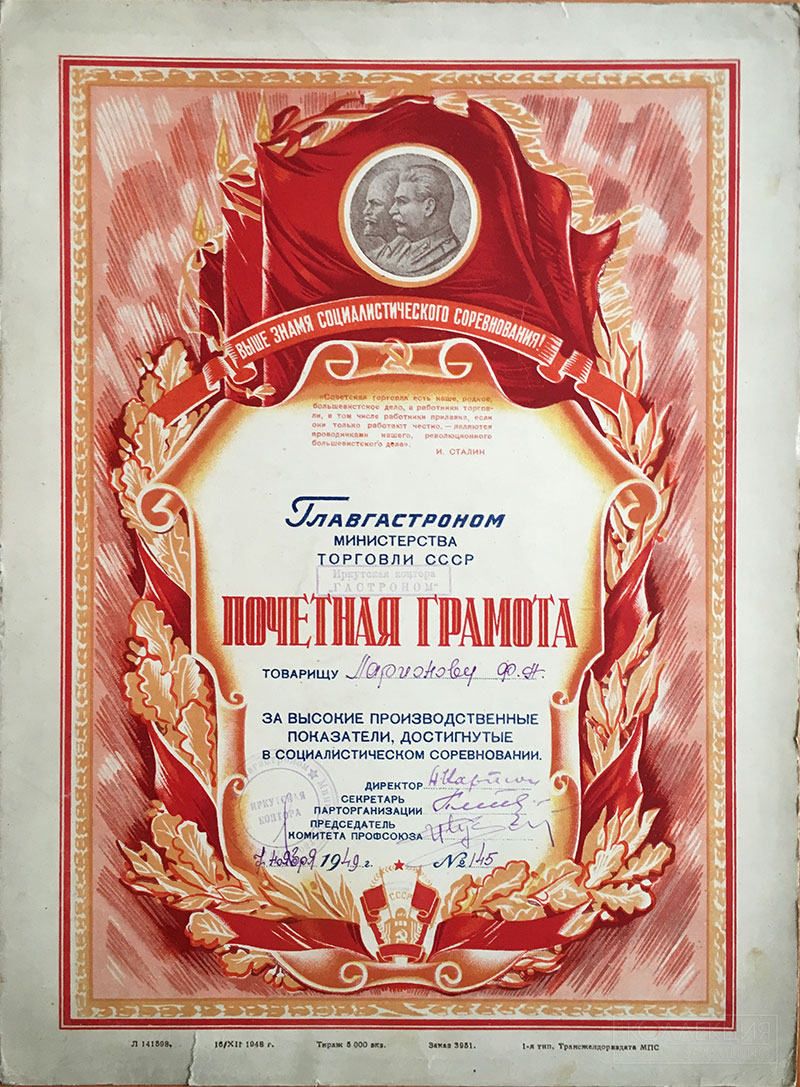 ВЫШЕ ЗНАМЯ СОЦИАЛИСТИЧЕСКОГО СОРЕВНОВАНИЯ!
«Советская торговля есть наше, родное,
большевистское дело, а работники торгов-
ли, в том числе работники прилавка, если
они только работают честно, — являются
проводниками нашего, революционного
большевистского дела».
И. СТАЛИН
ГЛАВГАСТРОНОМ
МИНИСТЕРСТВА
ТОРГОВЛИ СССР
Иркутская контора
„ГАСТРОНОМ“
ПОЧЕТНАЯ ГРАМОТА
ТОВАРИЩУ Ларионову Ф.Н.
ЗА ВЫСОКИЕ ПРОИЗВОДСТВЕННЫЕ
ПОКАЗАТЕЛИ, ДОСТИГНУТЫЕ
В СОЦИАЛИСТИЧЕСКОМ СОРЕВНОВАНИИ.
ДИРЕКТОР
СЕКРЕТАРЬ
ПАРТОРГАНИЗАЦИИ
ПРЕДСЕДАТЕЛЬ
КОМИТЕТА ПРОФСОЮЗА
ИРКУТСКАЯ
КОНТОРА
7 ноября 1949 г. № 145
СССР
Л 141598. 16/XII 1948 г. Тираж 5 000 экз. Заказ 3951. 1-я тип. Трансжелдориздата МПС
КОЛЛЕКЦИЯ